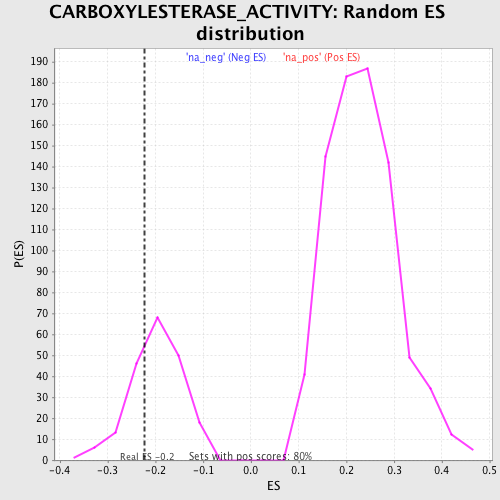 CARBOXYLESTERASE_ACTIVITY: Random ES
distribution
'na_neg' (Neg ES) 'na_pos' (Pos ES)
190
180
170
160
150
140
130
120
110
100
90
80
70
60
50
40
30
20
10
0
P(ES)
Real ES -0.2 Sets with pos scores: 80%
-0.4 -0.3 -0.2 -0.1 0.0 0.1 0.2 0.3 0.4 0.5
ES